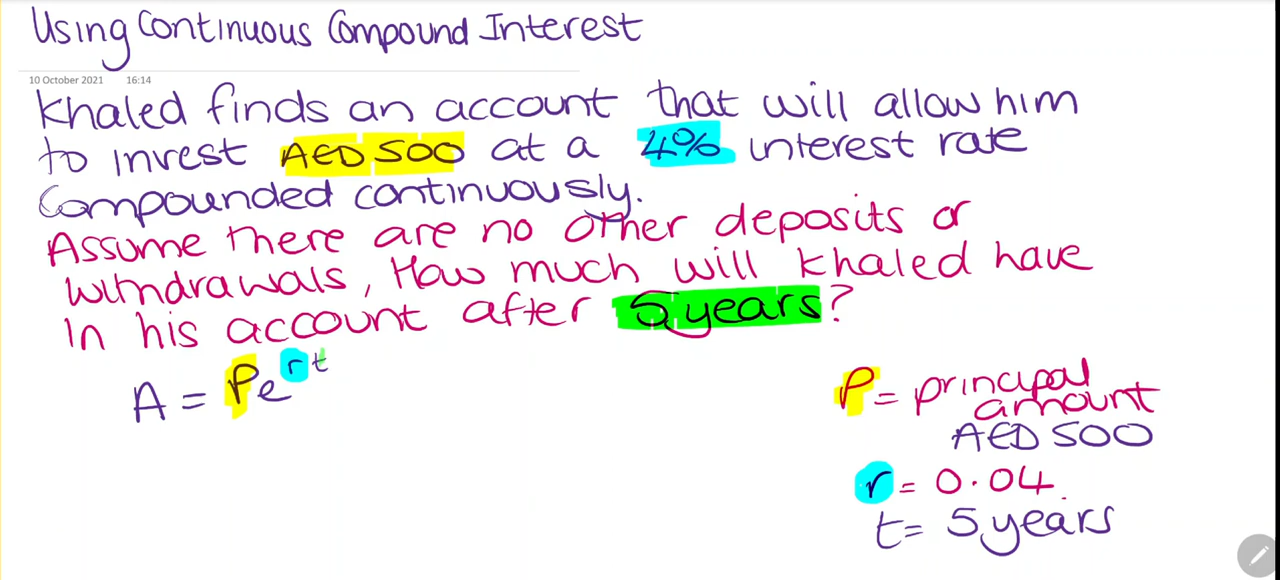 Using Continuous Compound Interest
10 October 2021 16:14
Khaled finds an account that will allow him
to invest AED 500 at a 4% interest rate
Compounded continuously.
Assume there are no other deposits or
withdrawals, How much will Khaled have
In his account after 5 years?
A = Pe^rt
P = principal
amount
AED 500
r = 0.04
t = 5 years